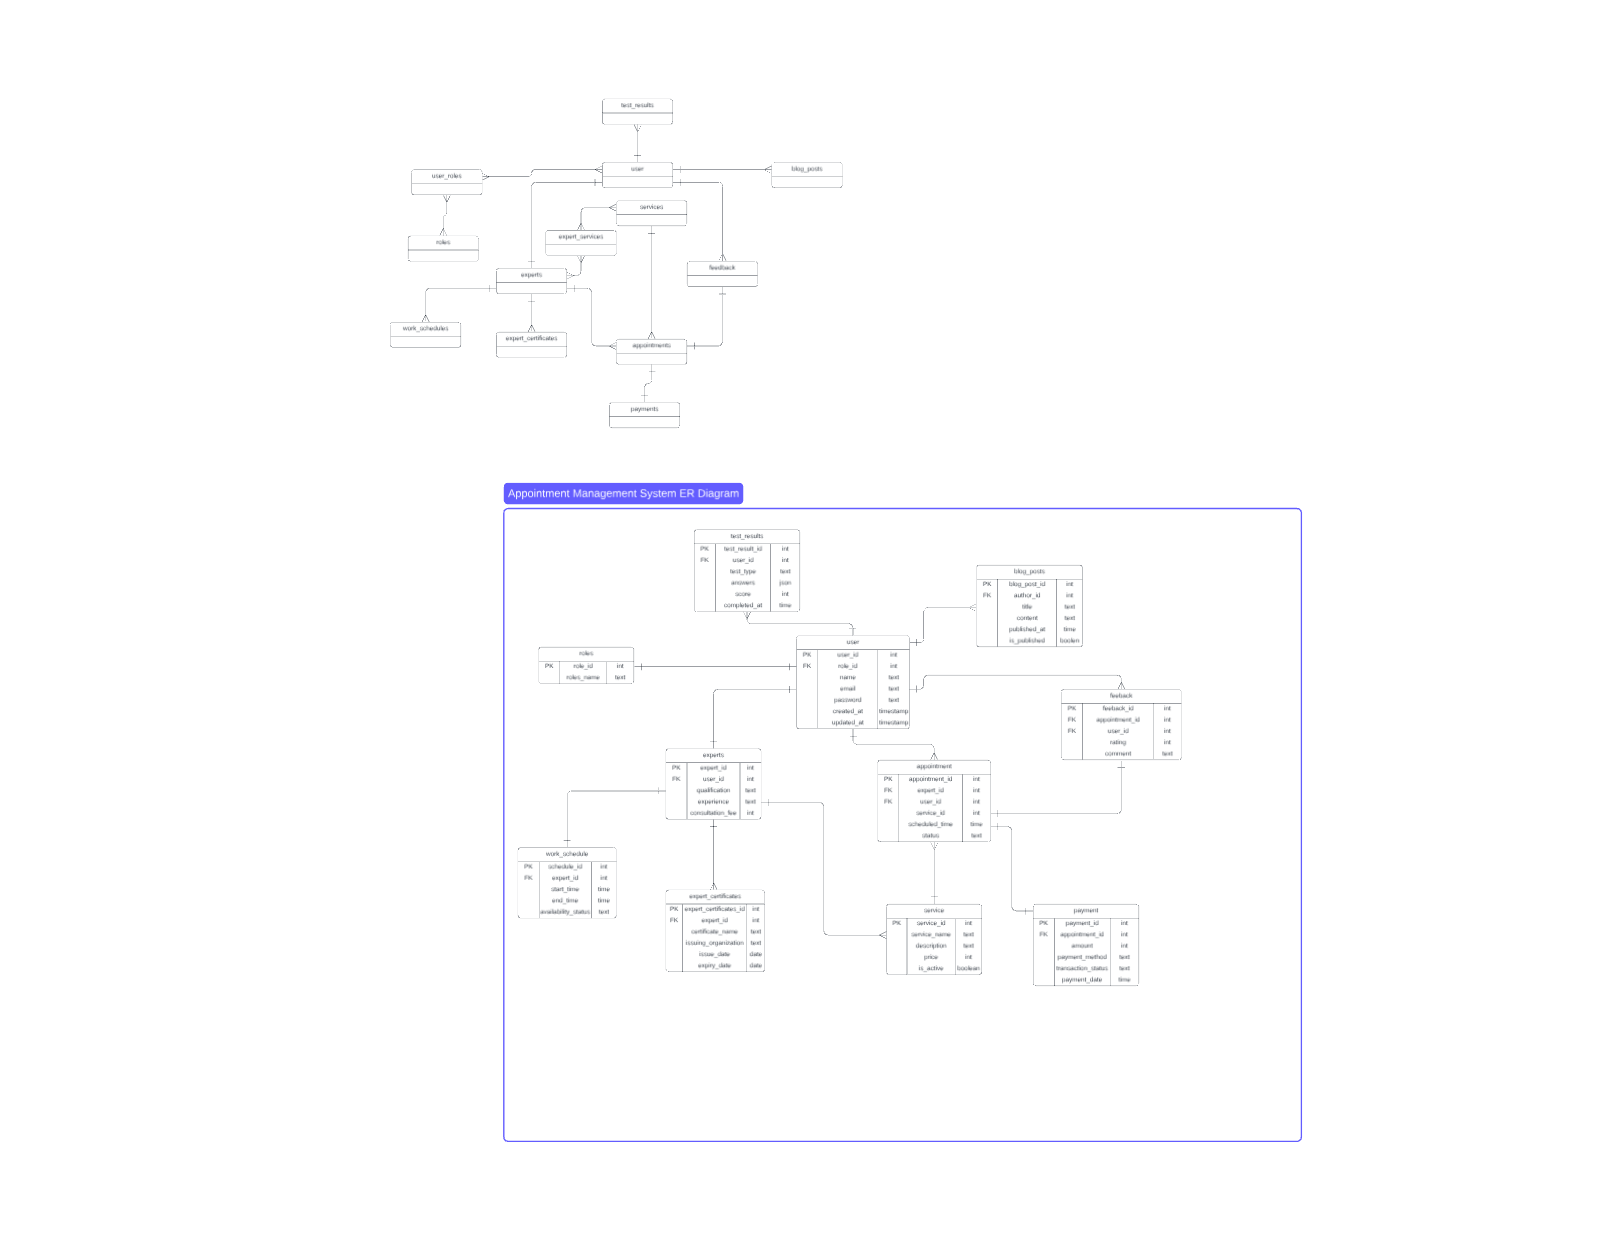 test_results
user
blog_posts
user_roles
services
roles
expert_services
feedback
experts
work_schedules
expert_certificates
appointments
payments
Appointment Management System ER Diagram
test_results
PK test_result_id int
FK user_id int
test_type text
answers json
score int
completed_at time
blog_posts
PK blog_post_id int
FK author_id int
title text
content text
published_at time
is_published boolen
roles
PK role_id int
roles_name text
user
PK user_id int
FK role_id int
name text
email text
password text
created_at timestamp
updated_at timestamp
feeback
PK feeback_id int
FK appointment_id int
FK user_id int
rating int
comment text
experts
PK expert_id int
FK user_id int
qualification text
experience text
consultation_fee int
appointment
PK appointment_id int
FK expert_id int
FK user_id int
service_id int
scheduled_time time
status text
work_schedule
PK schedule_id int
FK expert_id int
start_time time
end_time time
availability_status text
expert_certificates
PK expert_certificates_id int
FK expert_id int
certificate_name text
issuing_organization text
issue_date date
expiry_date date
service
PK service_id int
service_name text
description text
price int
is_active boolean
payment
PK payment_id int
FK appointment_id int
amount int
payment_method text
transaction_status text
payment_date time